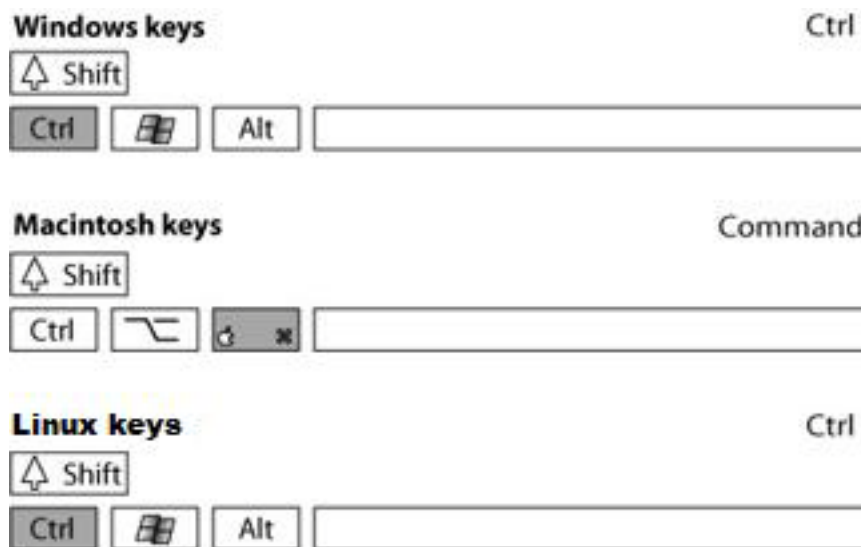 Windows keys Ctrl
Shift
Ctrl Alt
Macintosh keys Command
Shift
Ctrl ⌥ ⌘
Linux keys Ctrl
Shift
Ctrl Alt